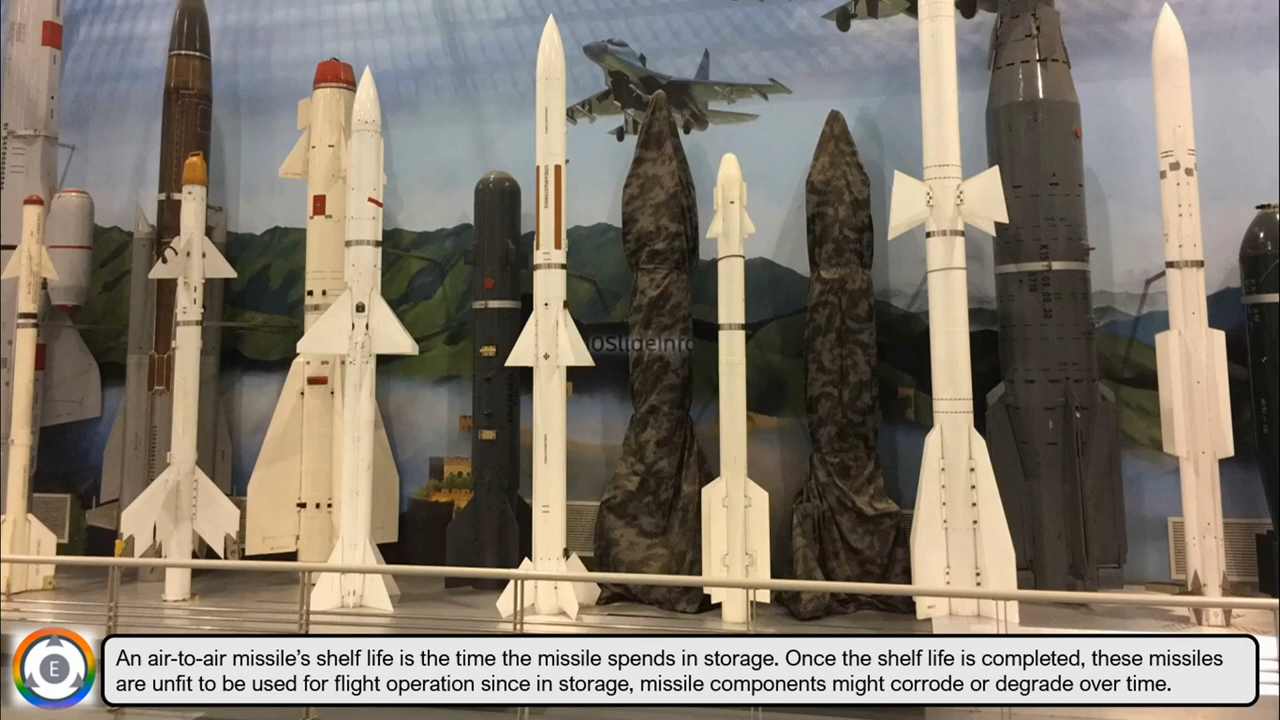 10SlideInfo
An air-to-air missile’s shelf life is the time the missile spends in storage. Once the shelf life is completed, these missiles
are unfit to be used for flight operation since in storage, missile components might corrode or degrade over time.
E